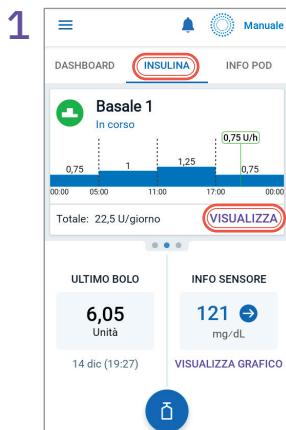 1
Manuale
DASHBOARD INSULINA INFO POD
Basale 1
In corso
0,75 U/h
0,75 1 1,25 0,75
00:00 05:00 11:00 17:00 00:00
Totale: 22,5 U/giorno VISUALIZZA
ULTIMO BOLO INFO SENSORE
6,05 121
Unità mg/dL
14 dic (19:27) VISUALIZZA GRAFICO